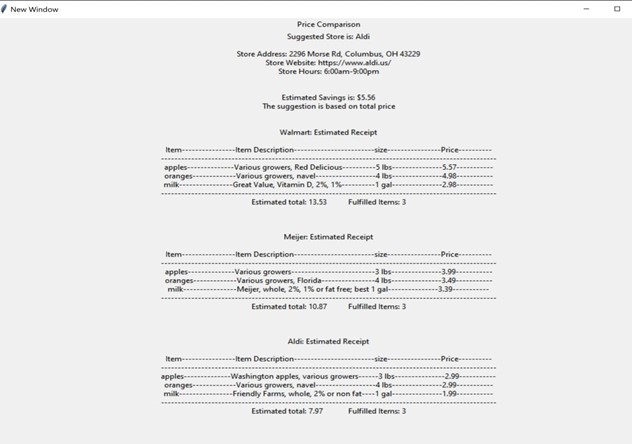 New Window
Price Comparison
Suggested Store is: Aldi
Store Address: 2296 Morse Rd, Columbus, OH 43229
Store Website: https://www.aldi.us/
Store Hours: 6:00am-9:00pm
Estimated Savings is: $5.56
The suggestion is based on total price
Walmart: Estimated Receipt
Item-----------------Item Description--------------------------size-----------------Price----------
apples---------------Various growers, Red Delicious-----------5 lbs----------------5.57-----------
oranges--------------Various growers, navel-------------------4 lbs----------------4.98-----------
milk-----------------Great Value, Vitamin D, 2%, 1%-----------1 gal----------------2.98-----------
Estimated total: 13.53 Fulfilled Items: 3
Meijer: Estimated Receipt
Item-----------------Item Description--------------------------size-----------------Price----------
apples---------------Various growers--------------------------3 lbs----------------3.99-----------
oranges--------------Various growers, Florida-----------------4 lbs----------------3.49-----------
milk-----------------Meijer, whole, 2%, 1% or fat free; best 1 gal----------------3.39-----------
Estimated total: 10.87 Fulfilled Items: 3
Aldi: Estimated Receipt
Item-----------------Item Description--------------------------size-----------------Price----------
apples---------------Washington apples, various growers-------3 lbs----------------2.99-----------
oranges--------------Various growers, navel-------------------4 lbs----------------2.99-----------
milk-----------------Friendly Farms, whole, 2% or non fat----1 gal----------------1.99-----------
Estimated total: 7.97 Fulfilled Items: 3